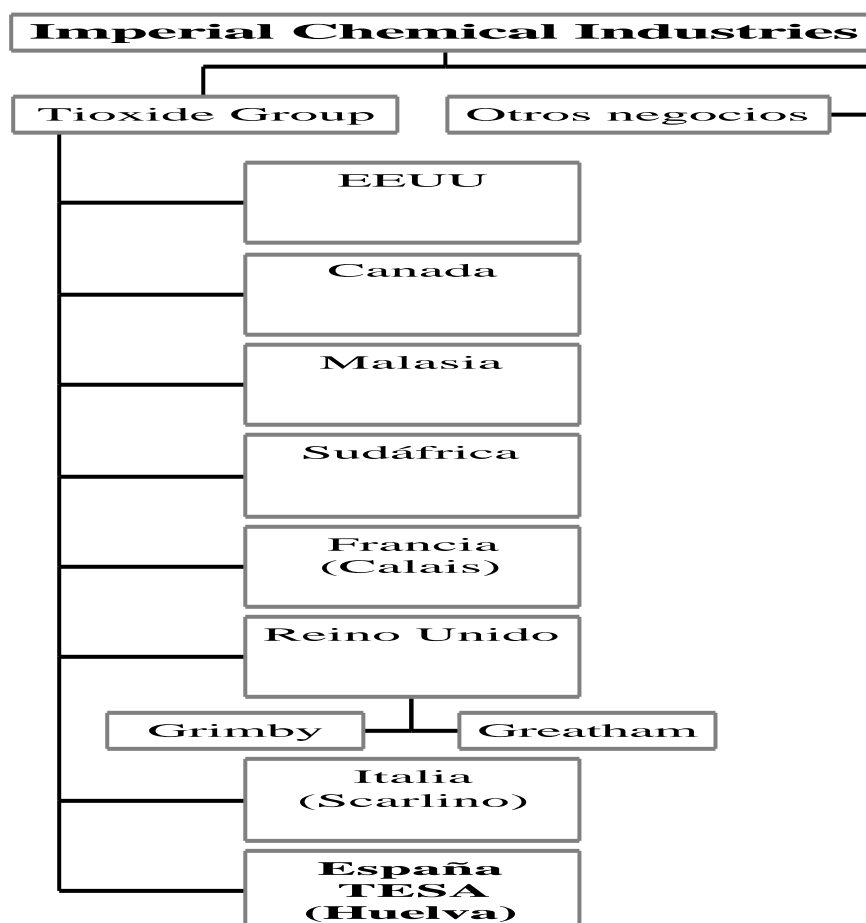 Imperial Chemical Industries
Tioxide Group
Otros negocios
EEUU
Canada
Malasia
Sudáfrica
Francia
(Calais)
Reino Unido
Grimby
Greatham
Italia
(Scarlino)
España
TESA
(Huelva)